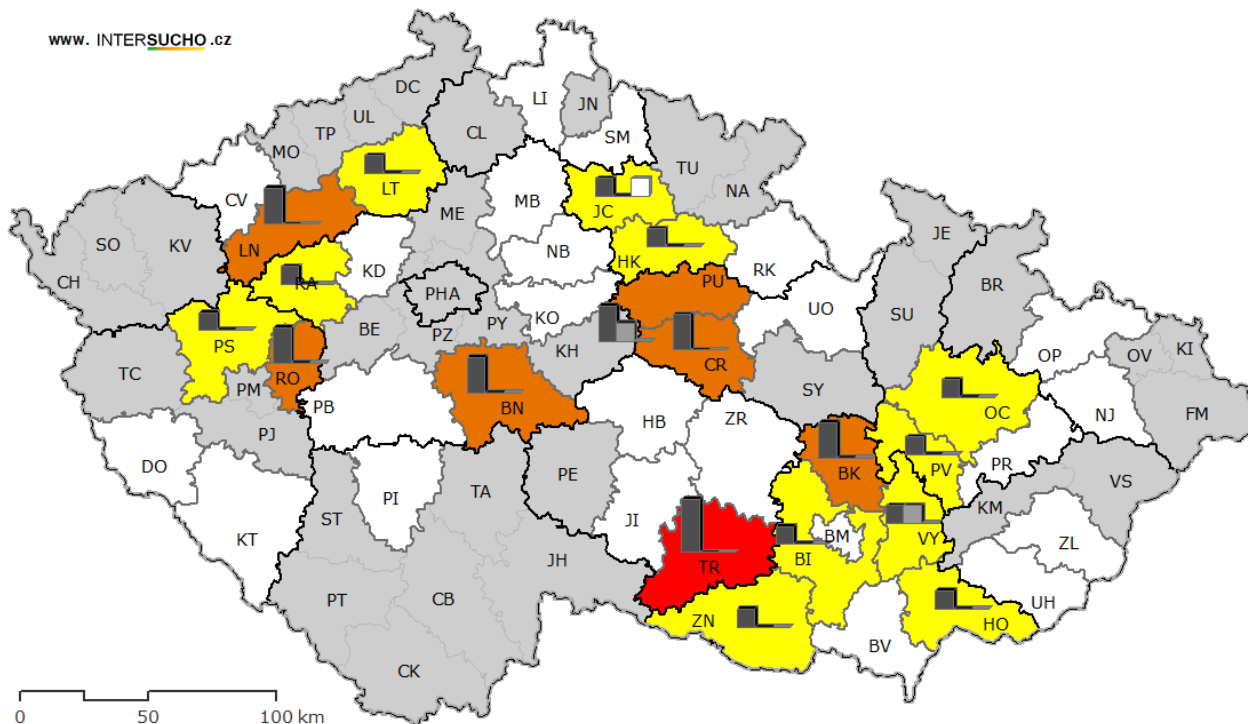 www. INTERSUCHO .cz
DC
LI
JN
UL
CL
SM
TP
MO
TU
LT
CV
NA
MB
JC
ME
SO
KV
JE
LN
NB
HK
CH
RA
KD
RK
BR
PU
PHA
KO
UO
SU
BE
PZ
PY
KH
PS
OP
OV
KI
TC
RO
CR
PM
SY
BN
PB
OC
NJ
FM
HB
ZR
PJ
DO
PR
PE
BK
PV
VS
TA
PI
KM
ST
JI
BM
VY
KT
ZL
JH
BI
TR
PT
CB
UH
ZN
HO
BV
CK
0 50 100 km